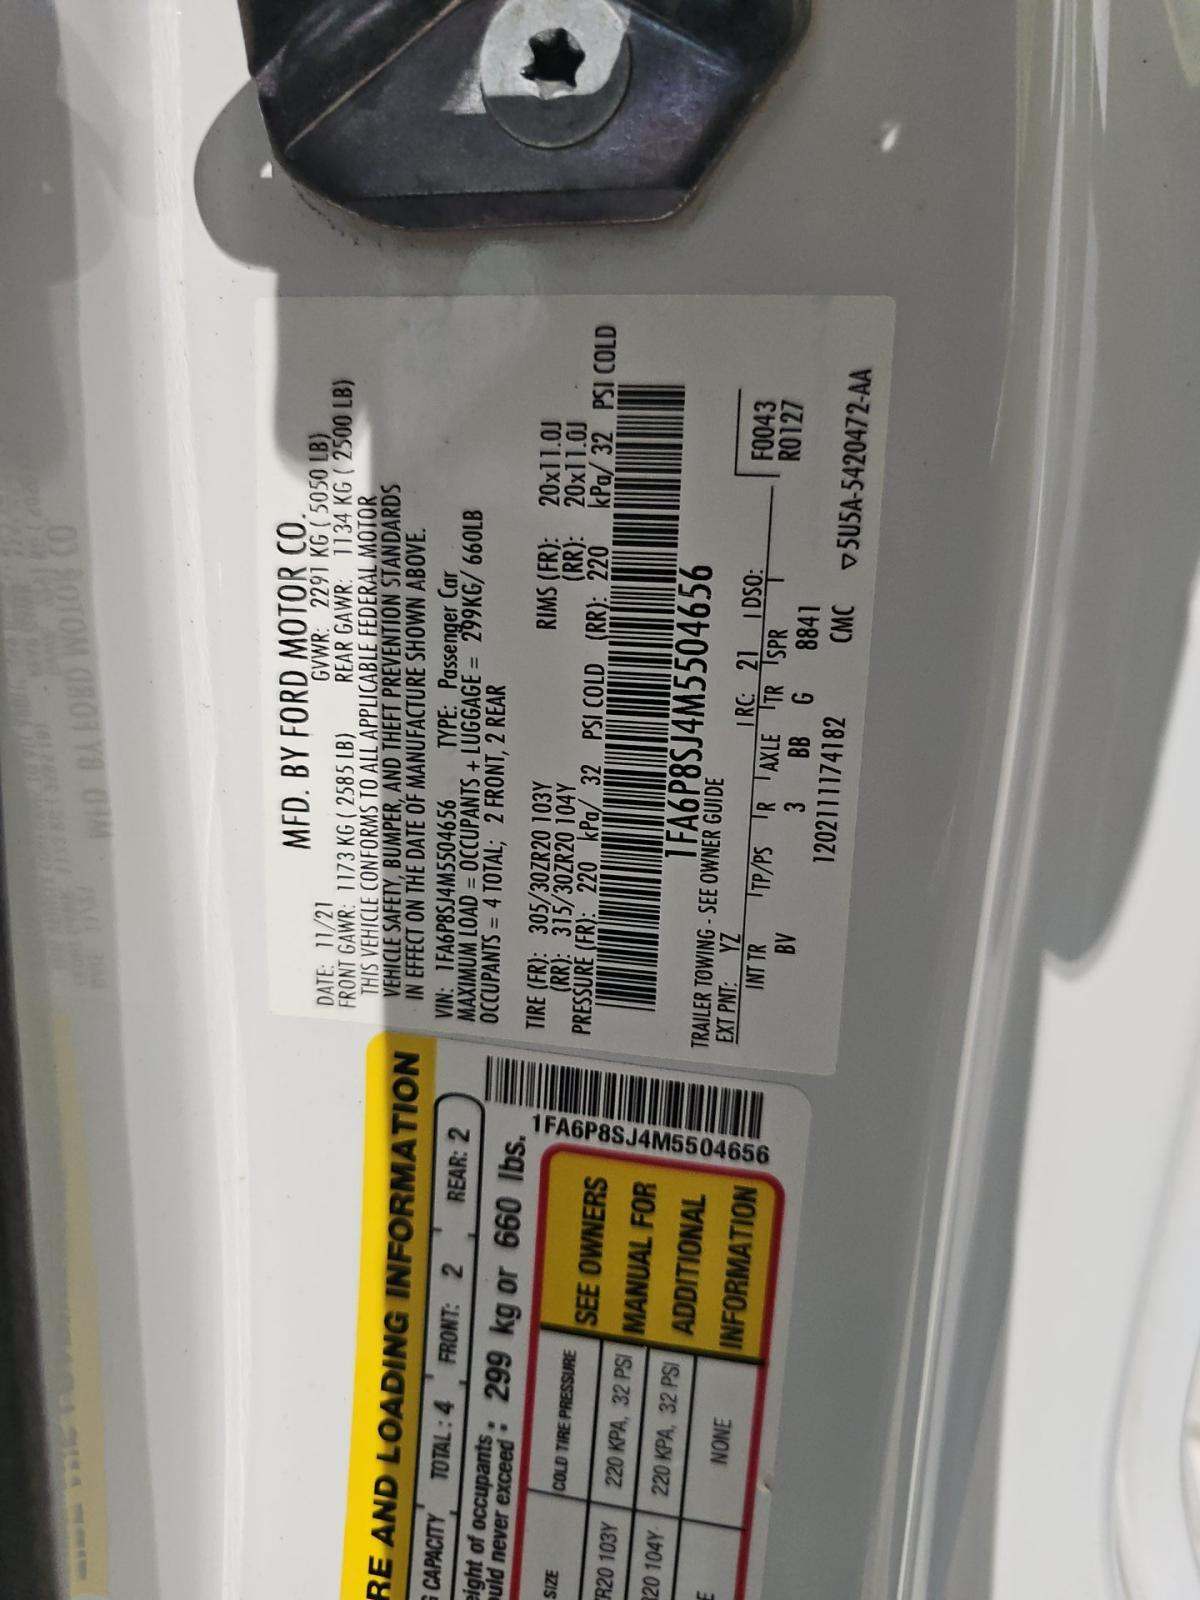 MFD. BY FORD MOTOR CO.
DATE: 11/21 GVWR: 2291 KG ( 5050 LB)
FRONT GAWR: 1173 KG ( 2585 LB) REAR GAWR: 1134 KG ( 2500 LB)
THIS VEHICLE CONFORMS TO ALL APPLICABLE FEDERAL MOTOR
VEHICLE SAFETY, BUMPER, AND THEFT PREVENTION STANDARDS
IN EFFECT ON THE DATE OF MANUFACTURE SHOWN ABOVE.
VIN: 1FA6P8SJ4M5504656 TYPE: Passenger Car
MAXIMUM LOAD = OCCUPANTS + LUGGAGE = 299KG/ 660LB
OCCUPANTS = 4 TOTAL; 2 FRONT, 2 REAR
TIRE (FR): 305/30ZR20 103Y RIMS (FR): 20x11.0J
(RR): 315/30ZR20 104Y (RR): 20x11.0J
PRESSURE (FR): 220 kPa/ 32 PSI COLD (RR): 220 kPa/ 32 PSI COLD
1FA6P8SJ4M5504656
TRAILER TOWING - SEE OWNER GUIDE
EXT PNT: YZ RC: 21 DSO:
INT TR TP/PS R AXLE TR SPR F0043
BV 3 BB G 8841 R0127
1202111174182 CMC ▽5U5A-5420472-AA
RE AND LOADING INFORMATION
G CAPACITY TOTAL : 4 FRONT: 2 REAR: 2
eight of occupants
ould never exceed 299 kg or 660 lbs.
1FA6P8SJ4M5504656
SIZE COLD TIRE PRESSURE
ZR20 103Y 220 KPA, 32 PSI
R20 104Y 220 KPA, 32 PSI
E NONE
SEE OWNERS
MANUAL FOR
ADDITIONAL
INFORMATION